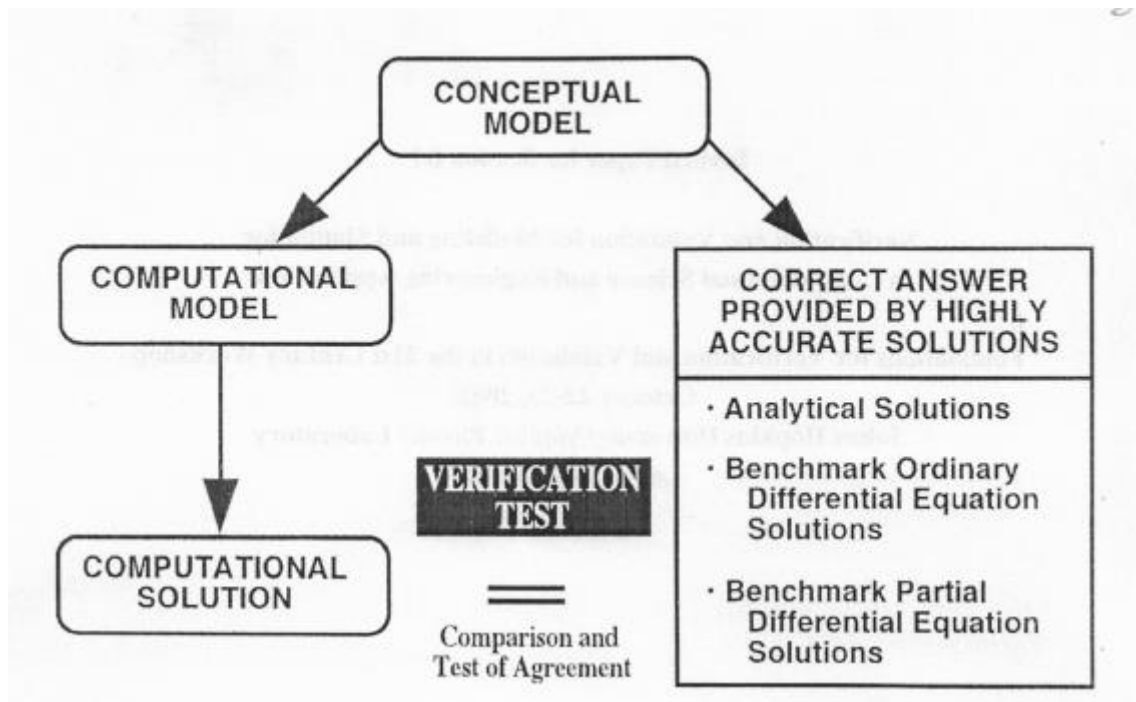 CONCEPTUAL
MODEL
COMPUTATIONAL
MODEL
COMPUTATIONAL
SOLUTION
VERIFICATION
TEST
Comparison and
Test of Agreement
CORRECT ANSWER
PROVIDED BY HIGHLY
ACCURATE SOLUTIONS
· Analytical Solutions
· Benchmark Ordinary
Differential Equation
Solutions
· Benchmark Partial
Differential Equation
Solutions